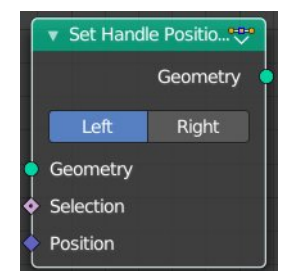 Set Handle Positio...
Geometry
Left Right
Geometry
Selection
Position